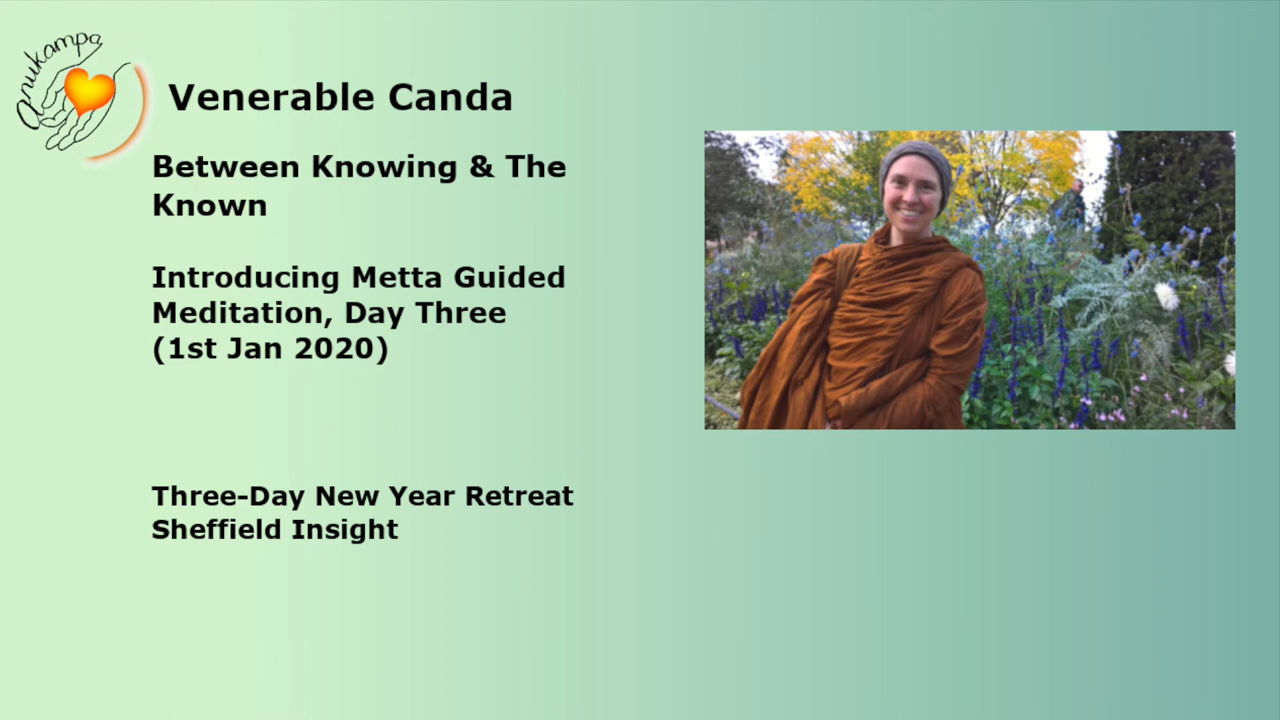 anukampa
Venerable Canda
Between Knowing & The
Known
Introducing Metta Guided
Meditation, Day Three
(1st Jan 2020)
Three-Day New Year Retreat
Sheffield Insight